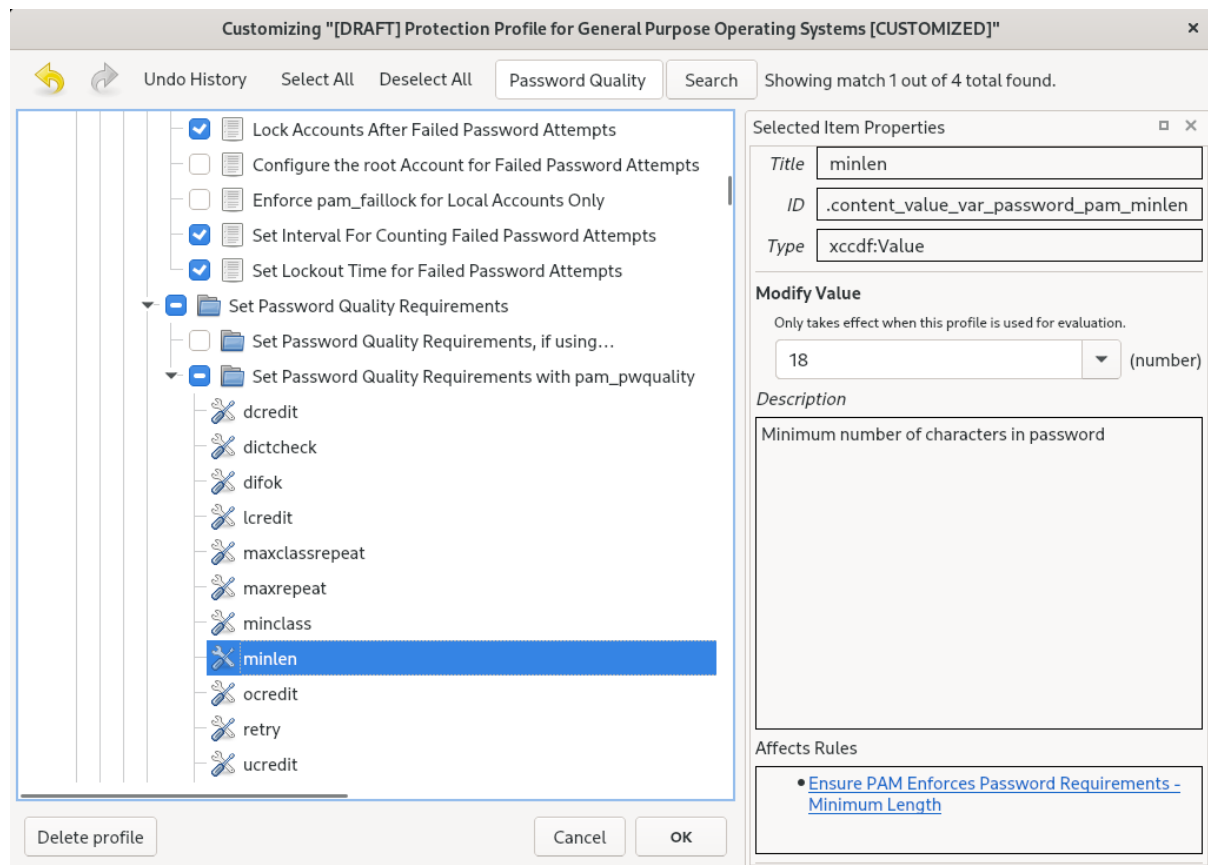 Customizing "[DRAFT] Protection Profile for General Purpose Operating Systems [CUSTOMIZED]"
Undo History Select All Deselect All Password Quality Search Showing match 1 out of 4 total found.
Lock Accounts After Failed Password Attempts
Configure the root Account for Failed Password Attempts
Enforce pam_faillock for Local Accounts Only
Set Interval For Counting Failed Password Attempts
Set Lockout Time for Failed Password Attempts
Set Password Quality Requirements
Set Password Quality Requirements, if using...
Set Password Quality Requirements with pam_pwquality
dcredit
dictcheck
difok
lcredit
maxclassrepeat
maxrepeat
minclass
minlen
ocredit
retry
ucredit
Delete profile Cancel OK
Selected Item Properties
Title minlen
ID .content_value_var_password_pam_minlen
Type xccdf:Value
Modify Value
Only takes effect when this profile is used for evaluation.
18 (number)
Description
Minimum number of characters in password
Affects Rules
• Ensure PAM Enforces Password Requirements -
Minimum Length